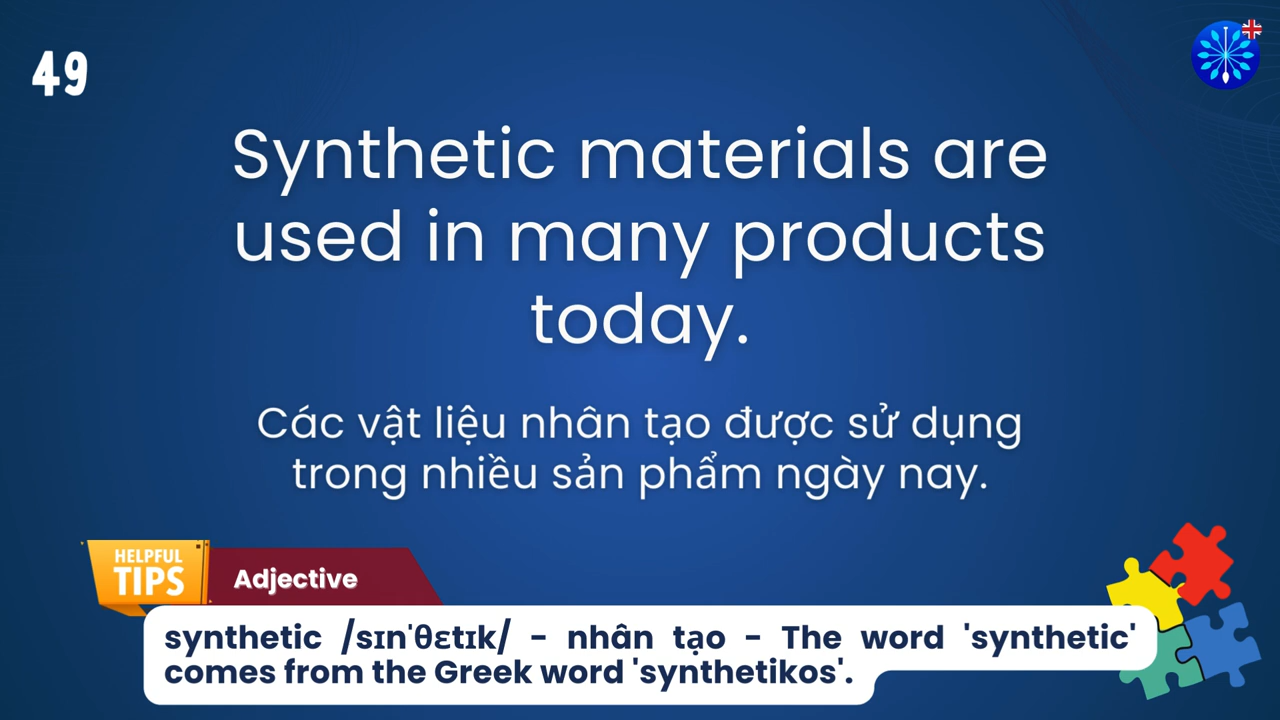 49
Synthetic materials are
used in many products
today.
Các vật liệu nhân tạo được sử dụng
trong nhiều sản phẩm ngày nay.
HELPFUL
TIPS
Adjective
synthetic /sɪnˈθɛtɪk/ - nhân tạo - The word 'synthetic'
comes from the Greek word 'synthetikos'.